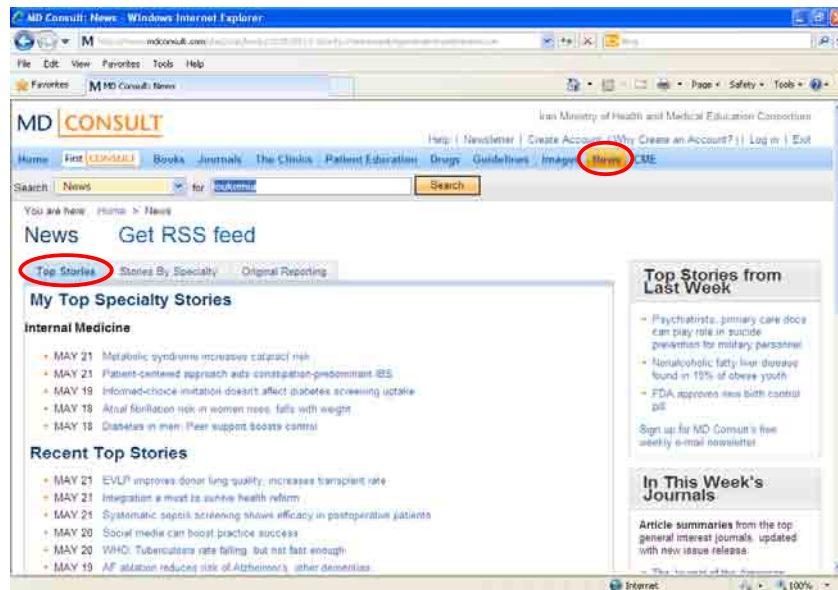 MD Consult: News - Windows Internet Explorer
mdconsult.com
File Edit View Favorites Tools Help
Favorites MD Consult: News
Page Safety Tools
MD CONSULT
Iran Ministry of Health and Medical Education Consortium
Help | Newsletter | Create Account (Why Create an Account?) | Log in | Exit
Home First CONSULT Books Journals The Clinics Patient Education Drugs Guidelines Images News CME
Search News for leukemia Search
You are here: Home > News
News Get RSS feed
Top Stories Stories By Specialty Original Reporting
My Top Specialty Stories
Internal Medicine
MAY 21 Metabolic syndrome increases cataract risk
MAY 21 Patient-centered approach aids constipation-predominant IBS
MAY 19 Informed-choice invitation doesn't affect diabetes screening uptake
MAY 18 Atrial fibrillation risk in women rises, falls with weight
MAY 18 Diabetes in men: Peer support boosts control
Recent Top Stories
MAY 21 EVLP improves donor lung quality, increases transplant rate
MAY 21 Integration a must to survive health reform
MAY 21 Systematic sepsis screening shows efficacy in postoperative patients
MAY 20 Social media can boost practice success
MAY 20 WHO: Tuberculosis rate falling, but not fast enough
MAY 19 AF ablation reduces risk of Alzheimer's, other dementias
Top Stories from
Last Week
Psychiatrists, primary care docs
can play role in suicide
prevention for military personnel
Nonalcoholic fatty liver disease
found in 15% of obese youth
FDA approves new birth control
pill
Sign up for MD Consult's free
weekly e-mail newsletter
In This Week's
Journals
Article summaries from the top
general interest journals, updated
with new issue release.
The Journal of the American
Internet 100%